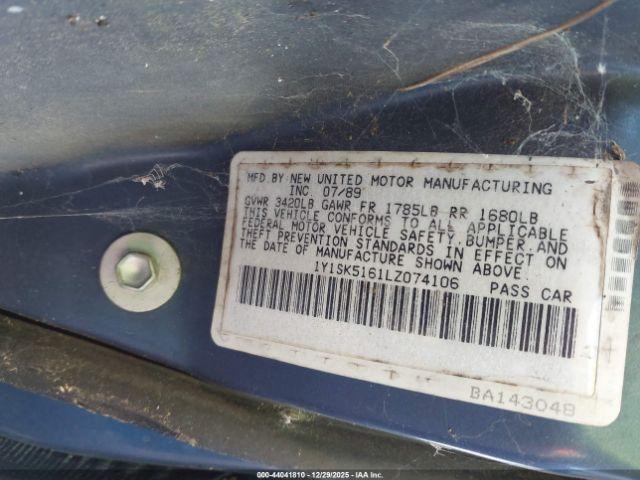 MFD BY NEW UNITED MOTOR MANUFACTURING
INC. 07/89
GVWR 3420LB GAWR FR 1785LB RR 1680LB
THIS VEHICLE CONFORMS TO ALL APPLICABLE
FEDERAL MOTOR VEHICLE SAFETY, BUMPER, AND
THEFT PREVENTION STANDARDS IN EFFECT ON
THE DATE OF MANUFACTURE SHOWN ABOVE.
1Y1SK5161LZ074106 PASS CAR
BA143048
000-44041810 - 12/29/2025 - IAAI Corp.